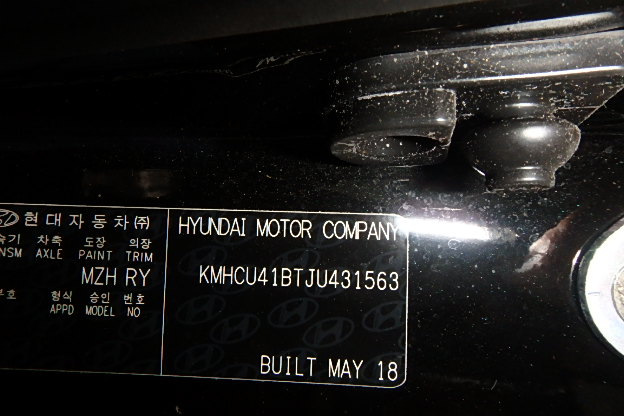 현대자동차(주)
차축 도장 의장
NSM AXLE PAINT TRIM
MZH RY
형식 승인 번호
APPD MODEL NO
HYUNDAI MOTOR COMPANY
KMHCU41BTJU431563
BUILT MAY 18